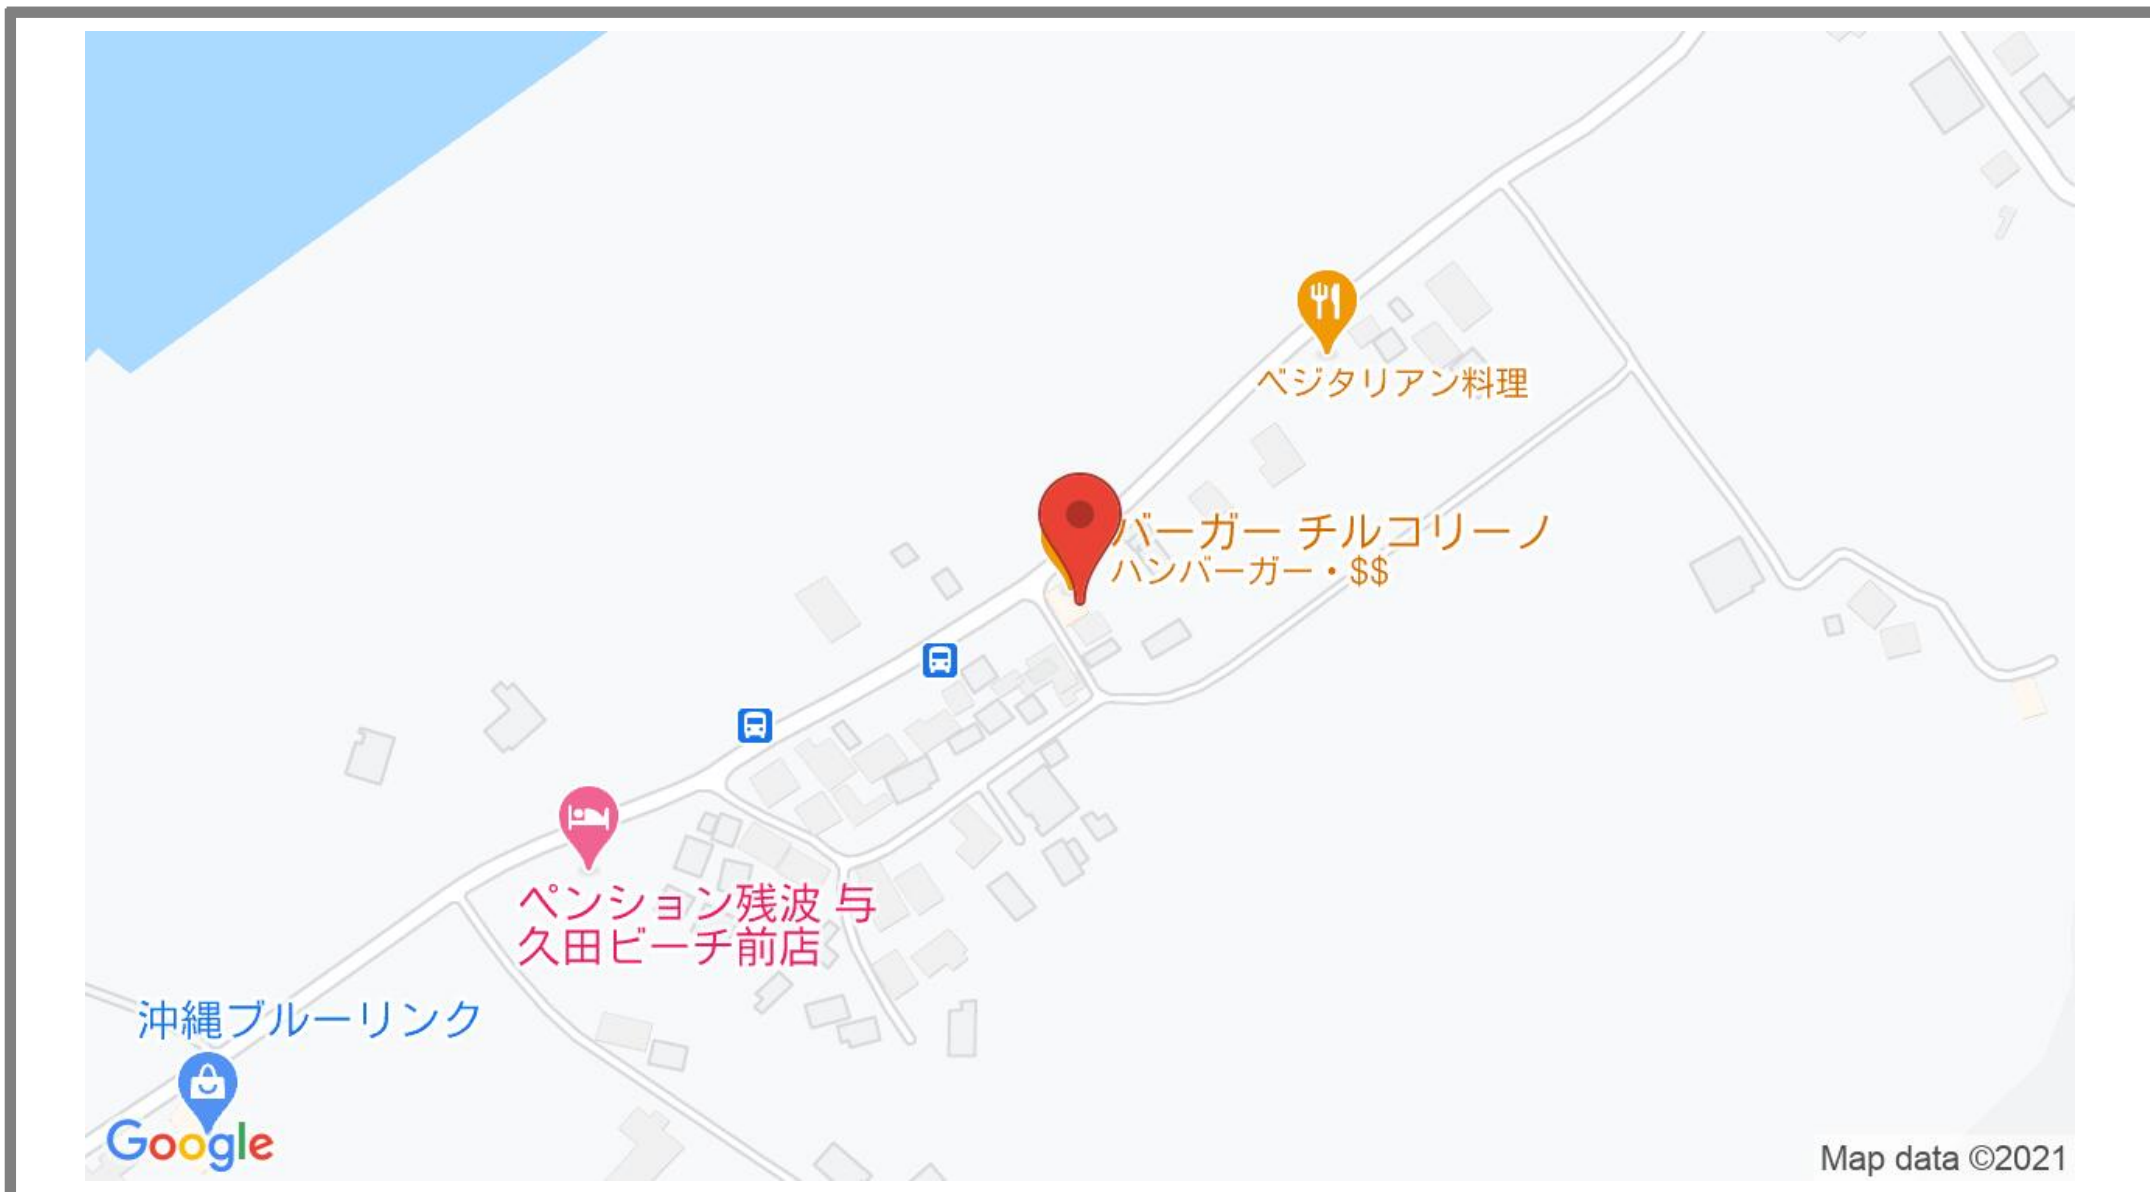 ベジタリアン料理
バーガー チルコリーノ
ハンバーガー・$$
ペンション残波 与
久田ビーチ前店
沖縄ブルーリンク
Google
Map data ©2021